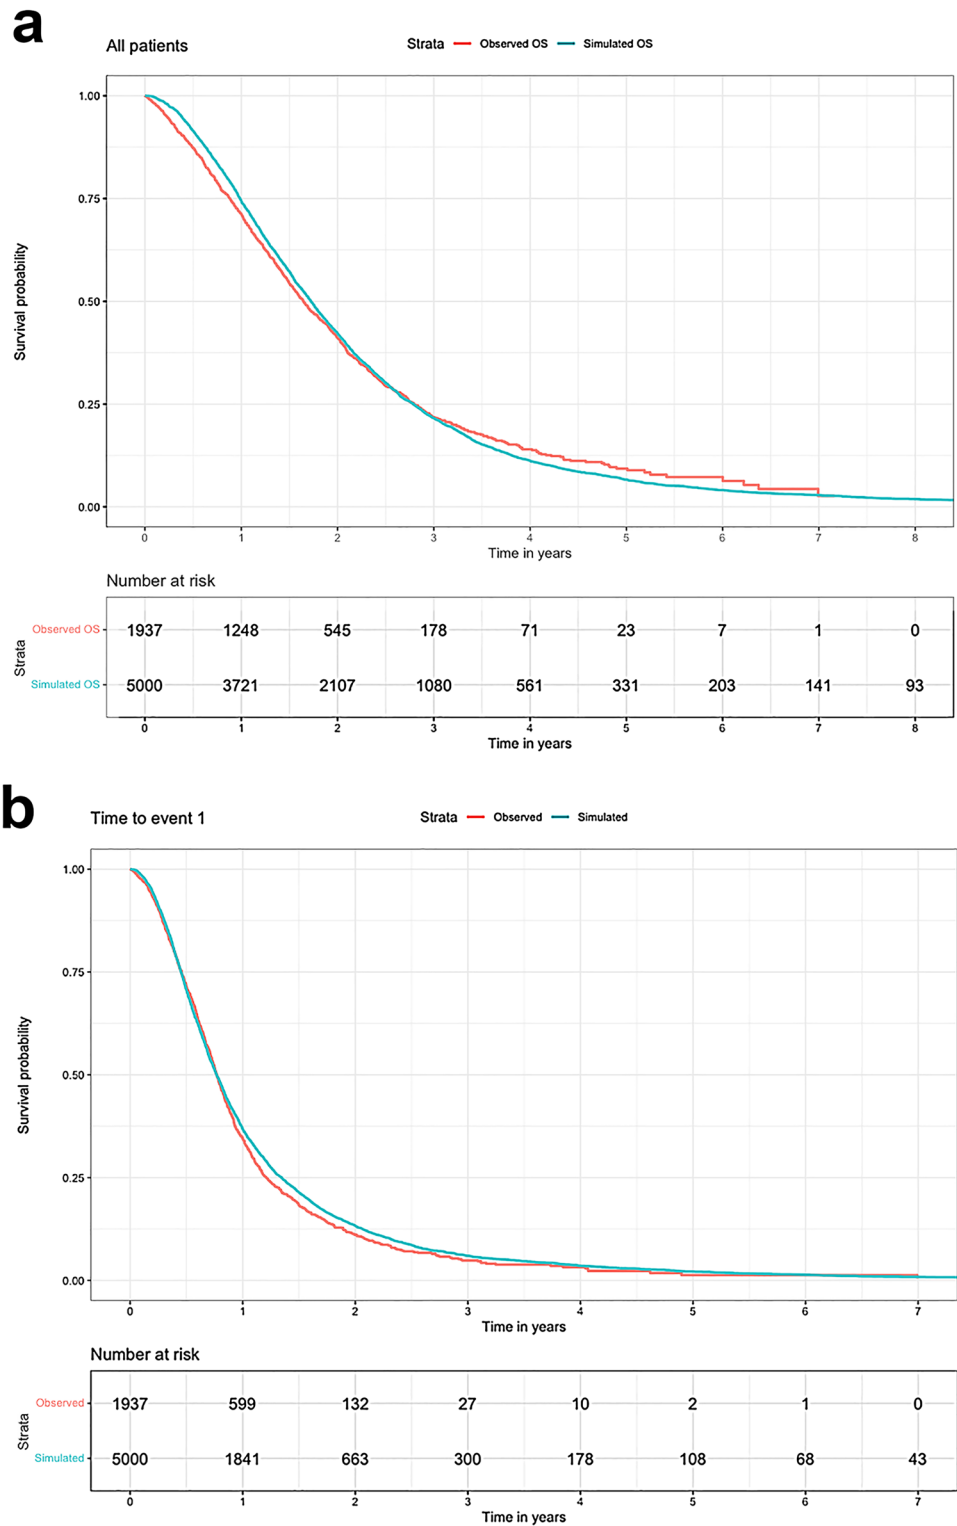 a
All patients
Strata Observed OS Simulated OS
1.00
0.75
0.50
0.25
0.00
Survival probability
0 1 2 3 4 5 6 7 8
Time in years
Number at risk
Strata
Observed OS 1937 1248 545 178 71 23 7 1 0
Simulated OS 5000 3721 2107 1080 561 331 203 141 93
0 1 2 3 4 5 6 7 8
Time in years
b
Time to event 1
Strata Observed Simulated
1.00
0.75
0.50
0.25
0.00
Survival probability
0 1 2 3 4 5 6 7
Time in years
Number at risk
Strata
Observed 1937 599 132 27 10 2 1 0
Simulated 5000 1841 663 300 178 108 68 43
0 1 2 3 4 5 6 7
Time in years